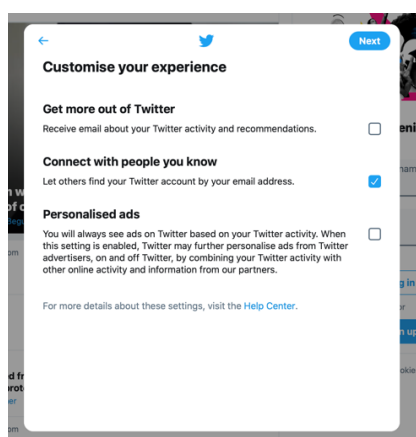 Next
Customise your experience
Get more out of Twitter
Receive email about your Twitter activity and recommendations.
Connect with people you know
Let others find your Twitter account by your email address.
Personalised ads
You will always see ads on Twitter based on your Twitter activity. When
this setting is enabled, Twitter may further personalise ads from Twitter
advertisers, on and off Twitter, by combining your Twitter activity with
other online activity and information from our partners.
For more details about these settings, visit the Help Center.